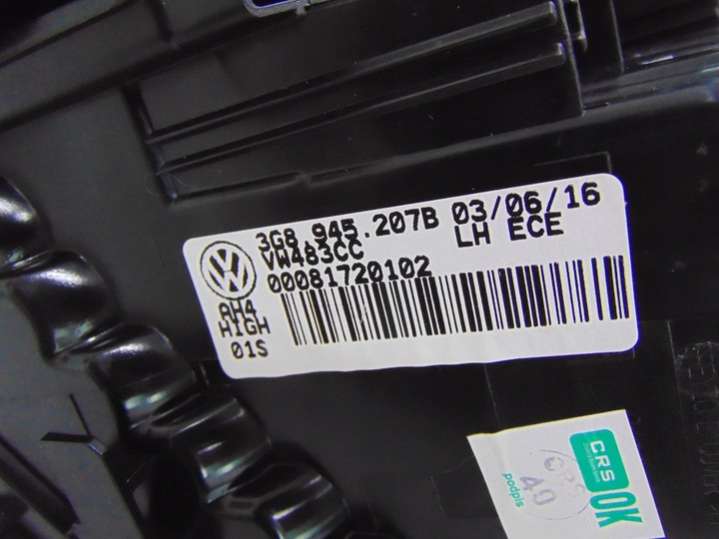 3G8 945.207B 03/06/16
VW483CC LH ECE
00081720102
AH4
HIGH
01S
CRS
OK
podpis